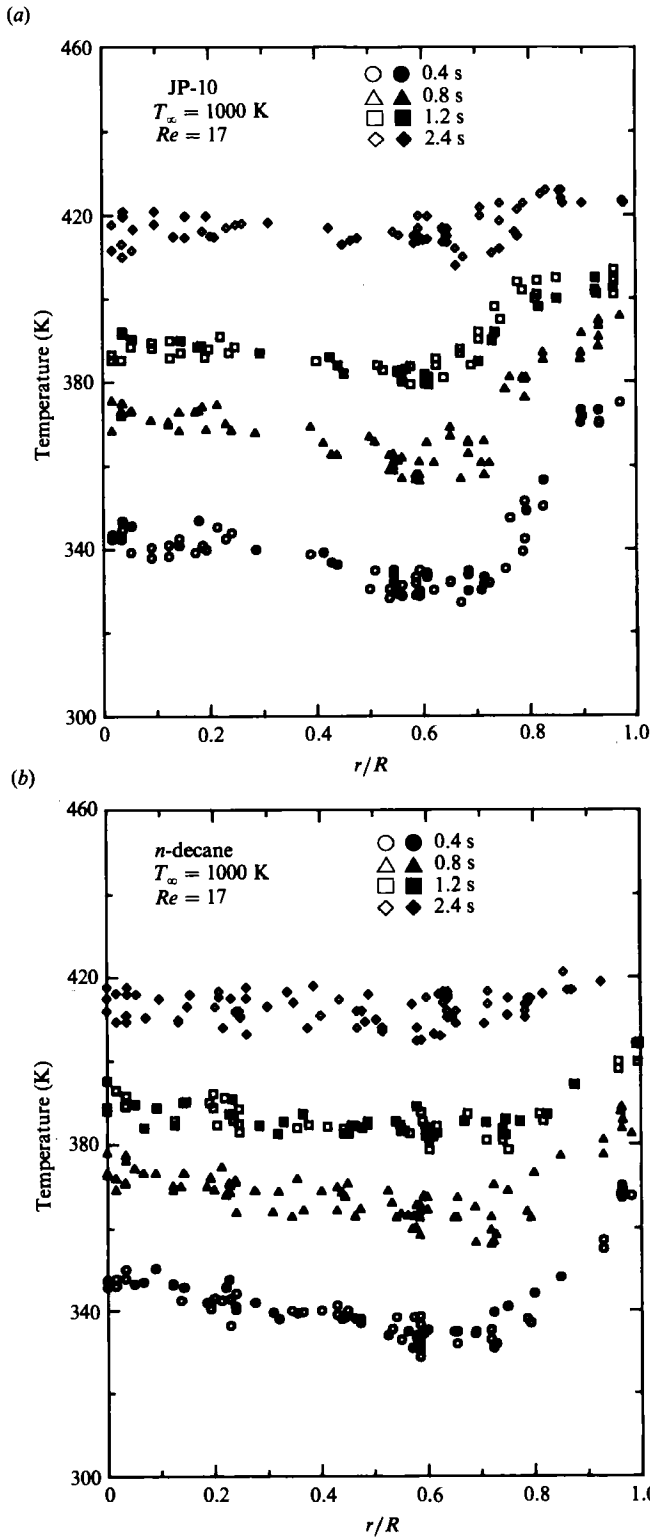 (a)
460
JP-10
T∞ = 1000 K
Re = 17
0.4 s
0.8 s
1.2 s
2.4 s
420
380
340
300
Temperature (K)
0
0.2
0.4
0.6
0.8
1.0
r/R
(b)
460
n-decane
T∞ = 1000 K
Re = 17
0.4 s
0.8 s
1.2 s
2.4 s
420
380
340
300
Temperature (K)
0
0.2
0.4
0.6
0.8
1.0
r/R